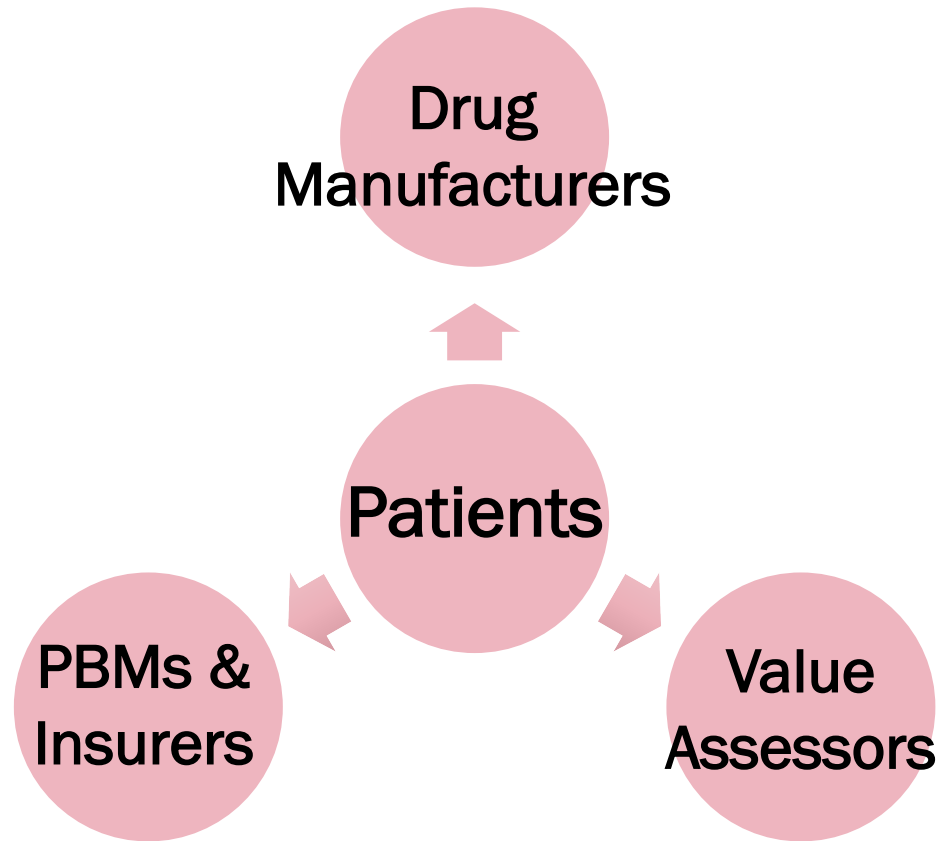 Drug
Manufacturers
Patients
PBMs &
Insurers
Value
Assessors